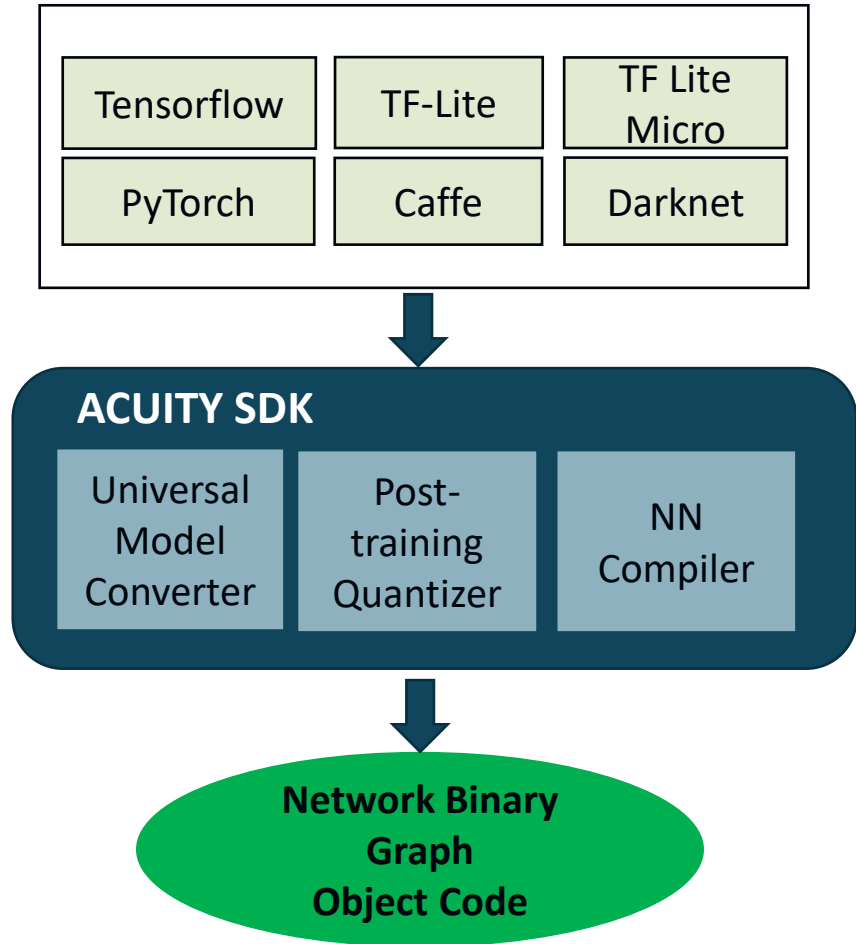 Tensorflow
TF-Lite
TF Lite
Micro
PyTorch
Caffe
Darknet
ACUITY SDK
Universal
Model
Converter
Post-
training
Quantizer
NN
Compiler
Network Binary
Graph
Object Code